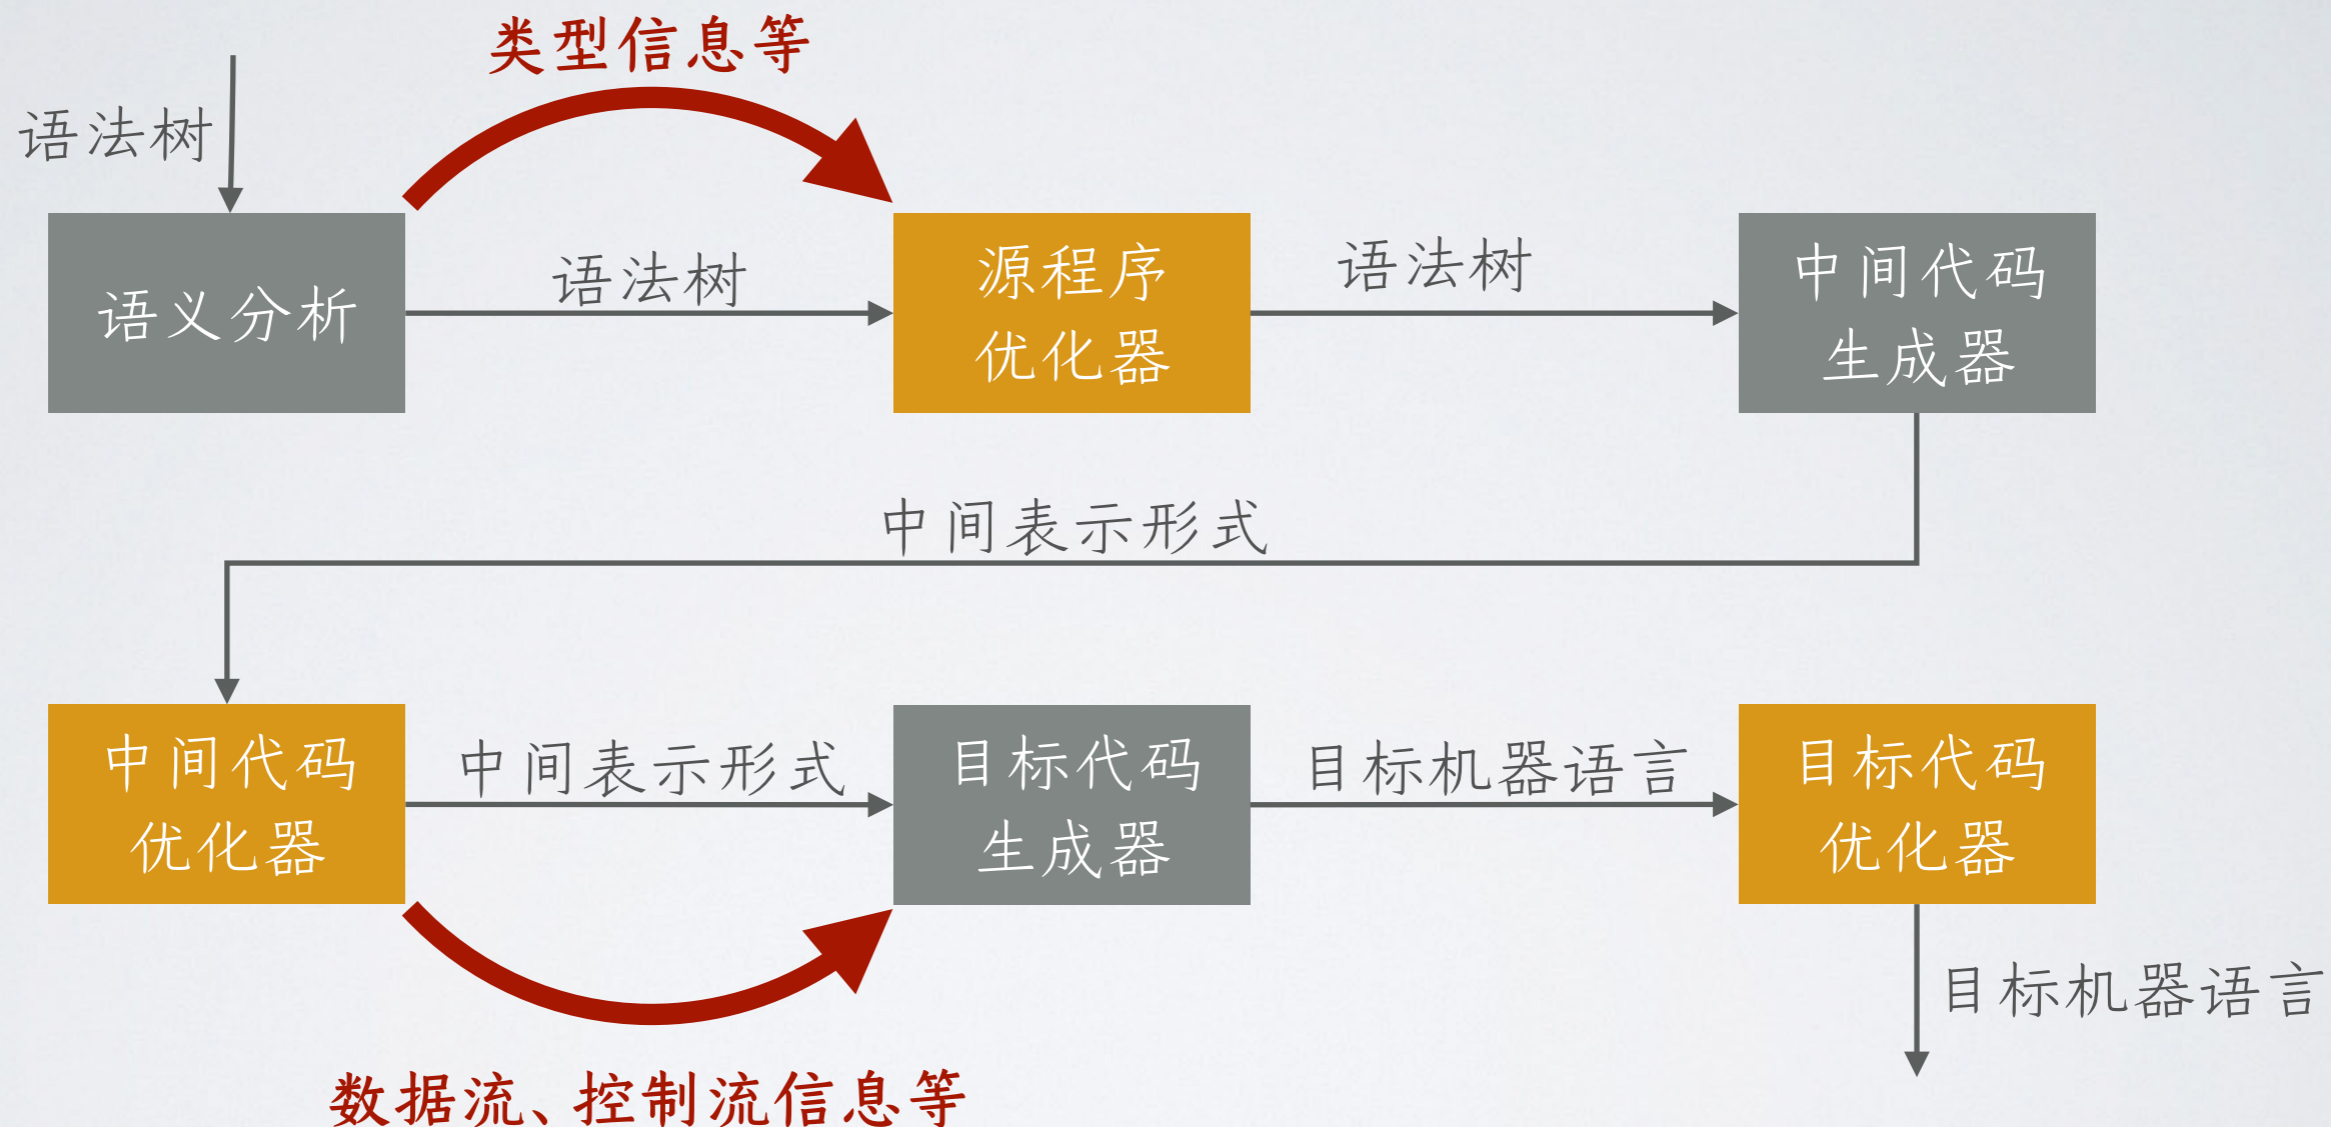 类型信息等
语法树
语义分析
语法树
源程序
优化器
语法树
中间代码
生成器
中间表示形式
中间代码
优化器
中间表示形式
目标代码
生成器
目标机器语言
目标代码
优化器
目标机器语言
数据流、控制流信息等